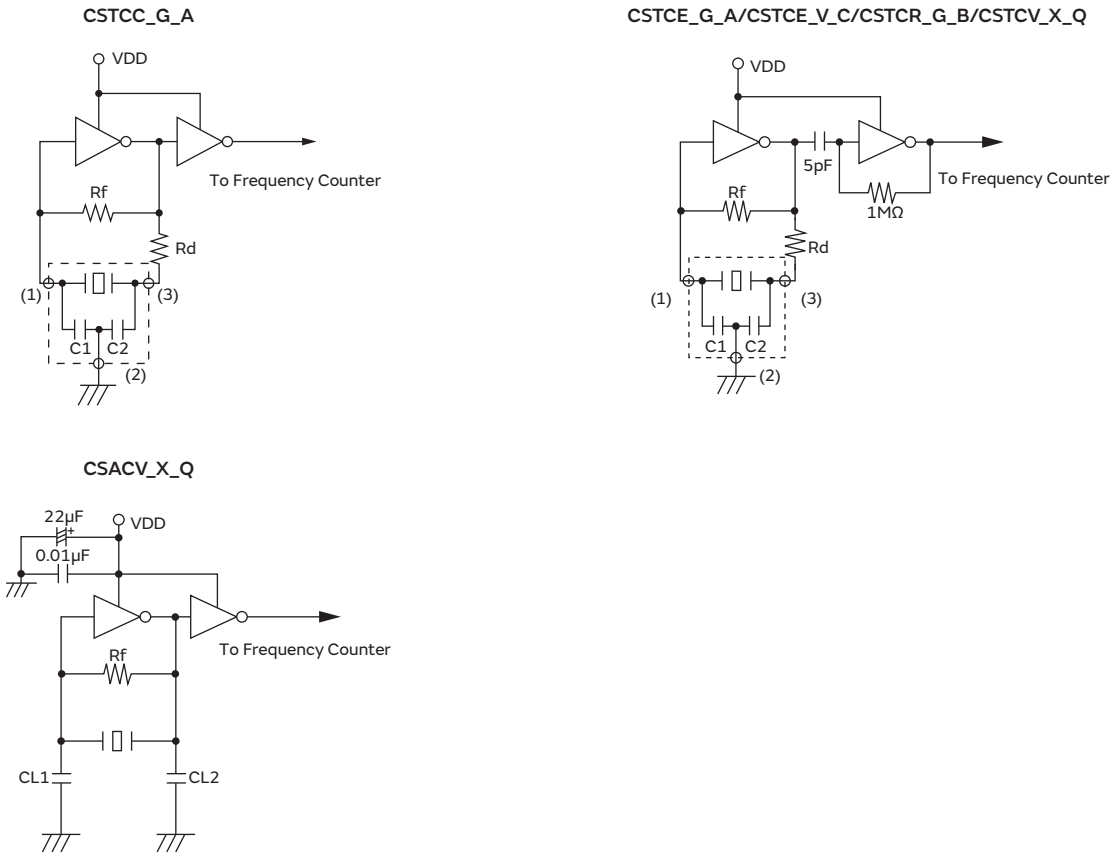 CSTCC_G_A
VDD
To Frequency Counter
Rf
Rd
(1)
(3)
C1
C2
(2)
CSTCE_G_A/CSTCE_V_C/CSTCR_G_B/CSTCV_X_Q
VDD
5pF
To Frequency Counter
1MΩ
Rf
Rd
(1)
(3)
C1
C2
(2)
CSACV_X_Q
22µF
+
VDD
0.01µF
To Frequency Counter
Rf
CL1
CL2